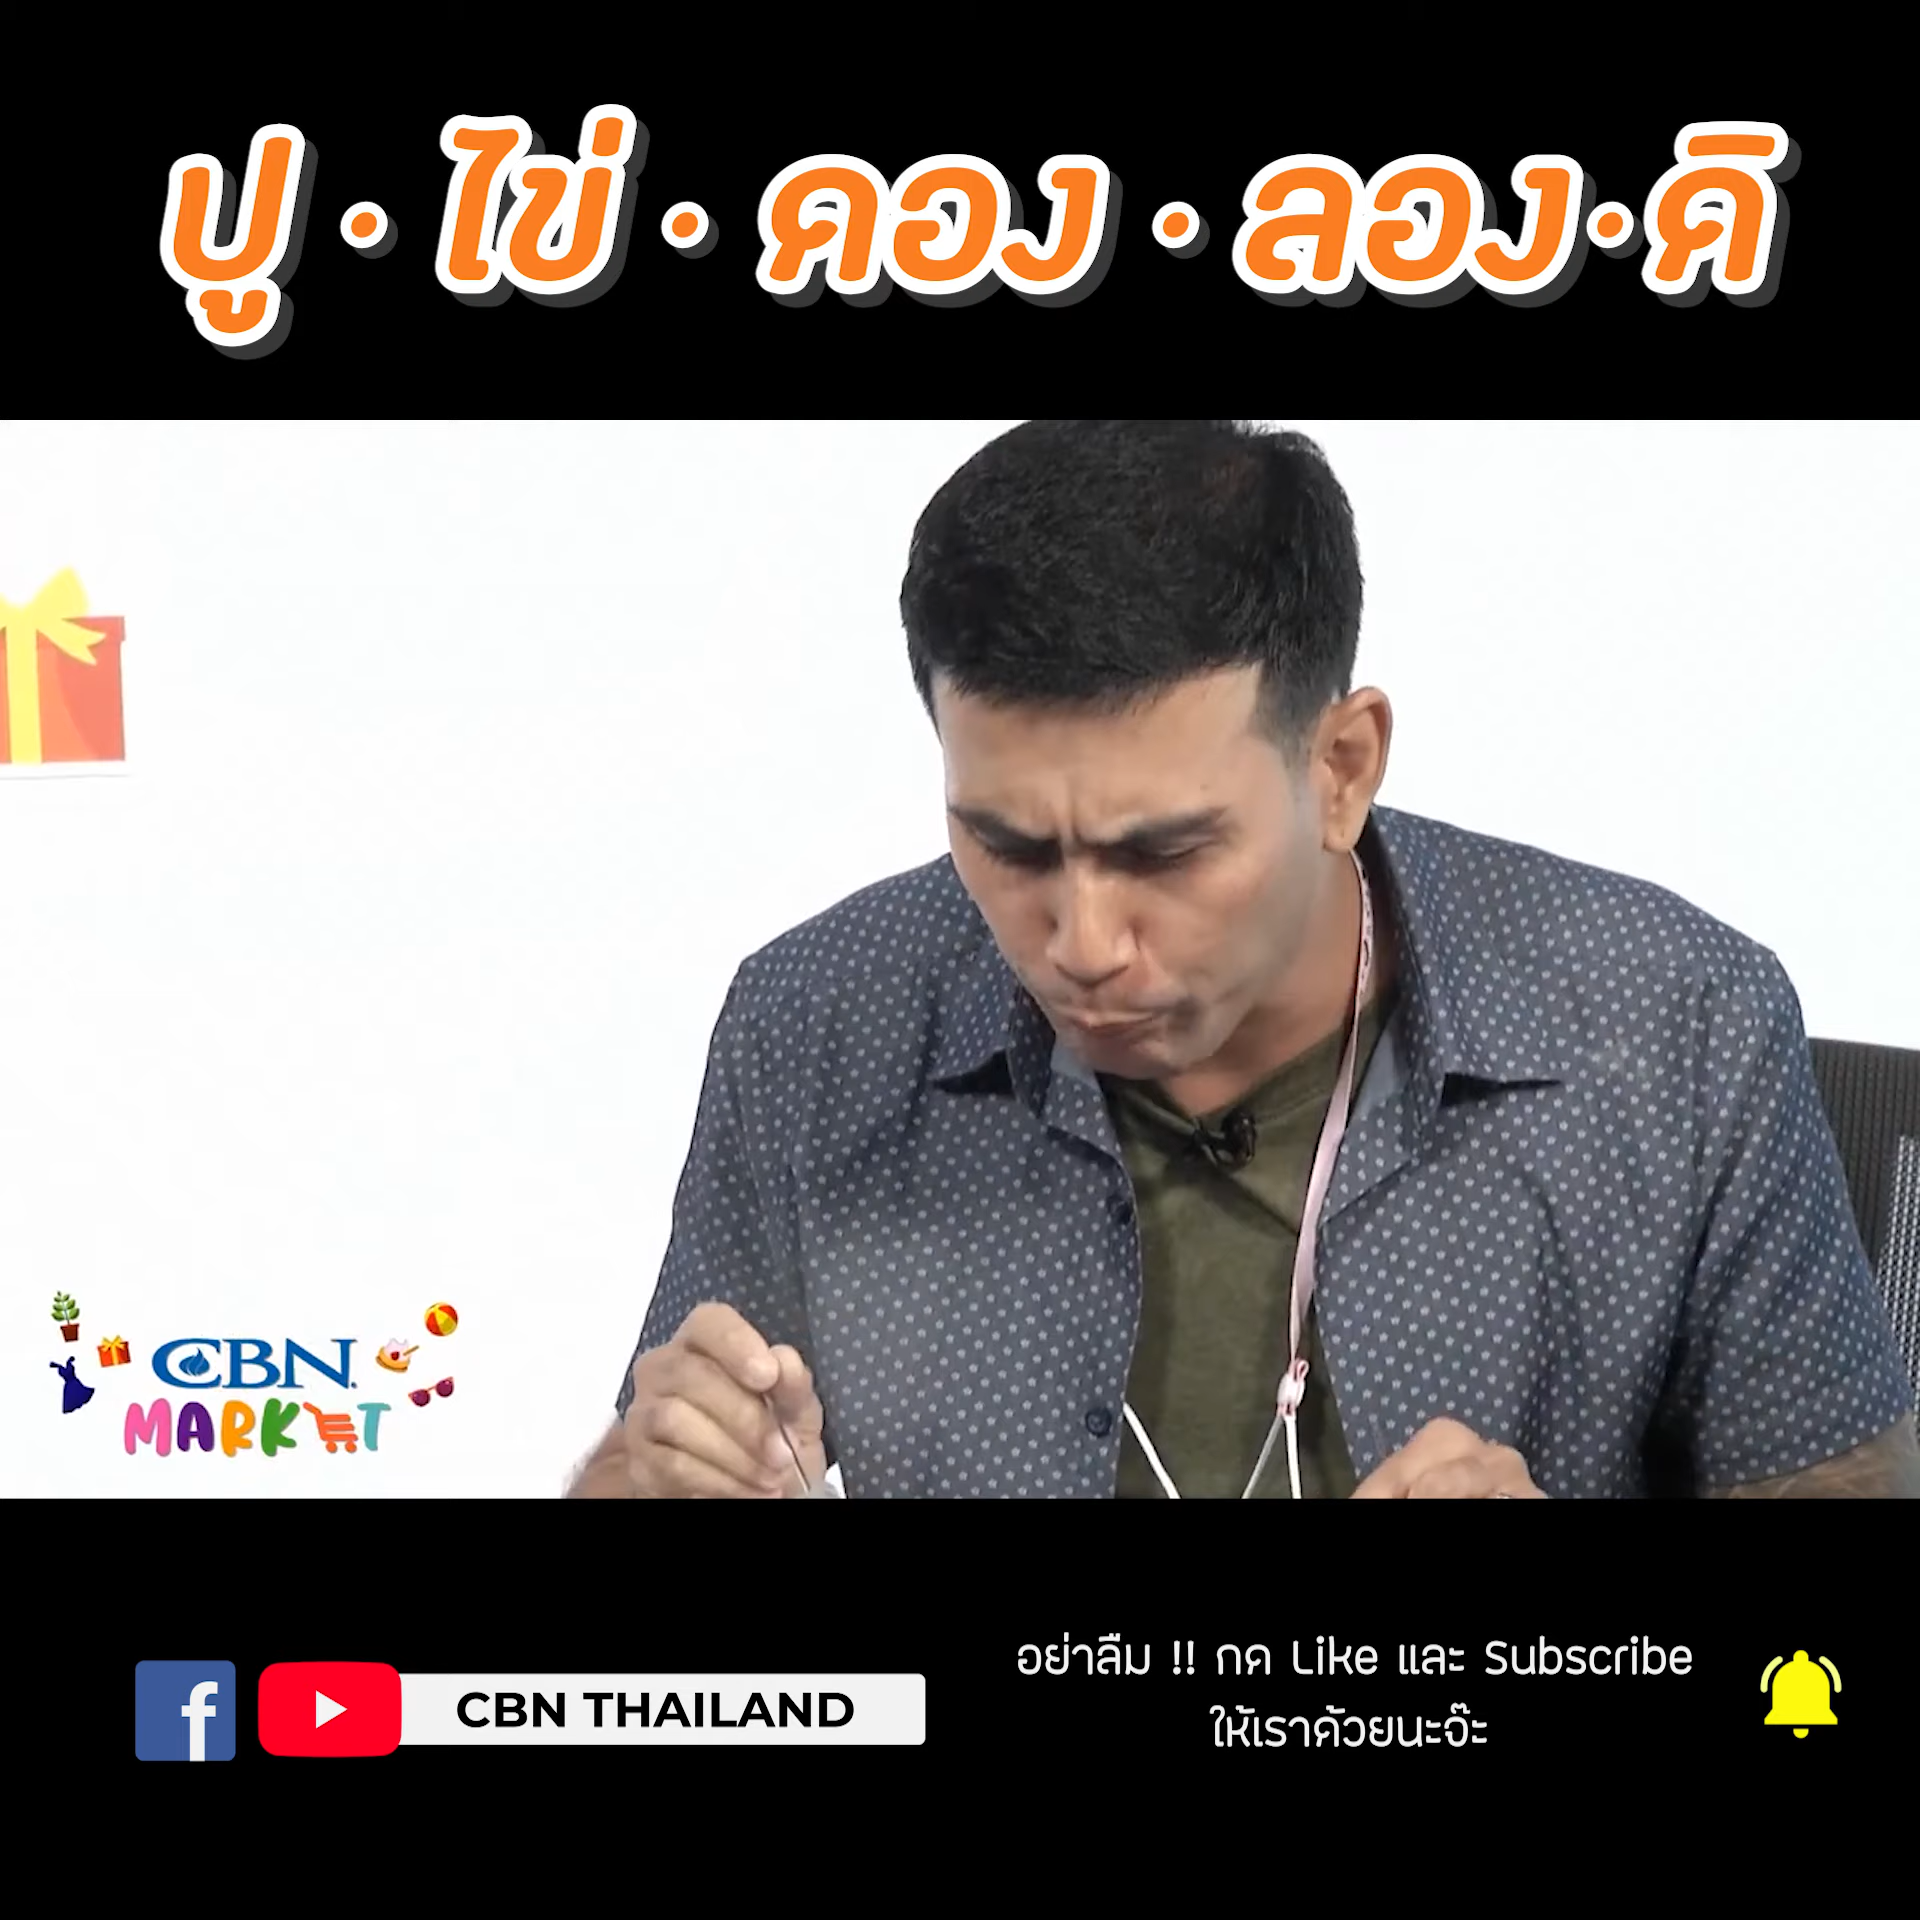 ปู • ไข่ • ดอง • ลอง • ดิ
CBN
MARKET
f
CBN THAILAND
อย่าลืม !! กด Like และ Subscribe
ให้เราด้วยนะจ๊ะ